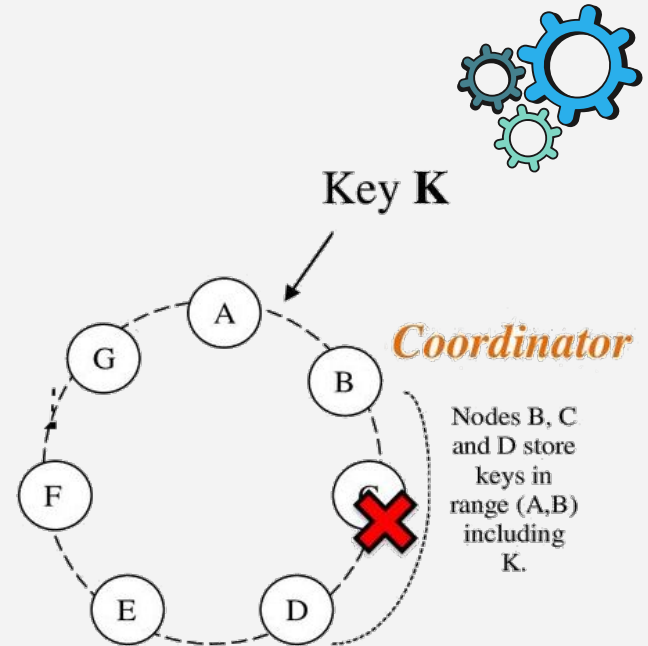 Key K
A
G
B
Coordinator
Nodes B, C
and D store
keys in
range (A,B)
including
K.
F
C
E
D